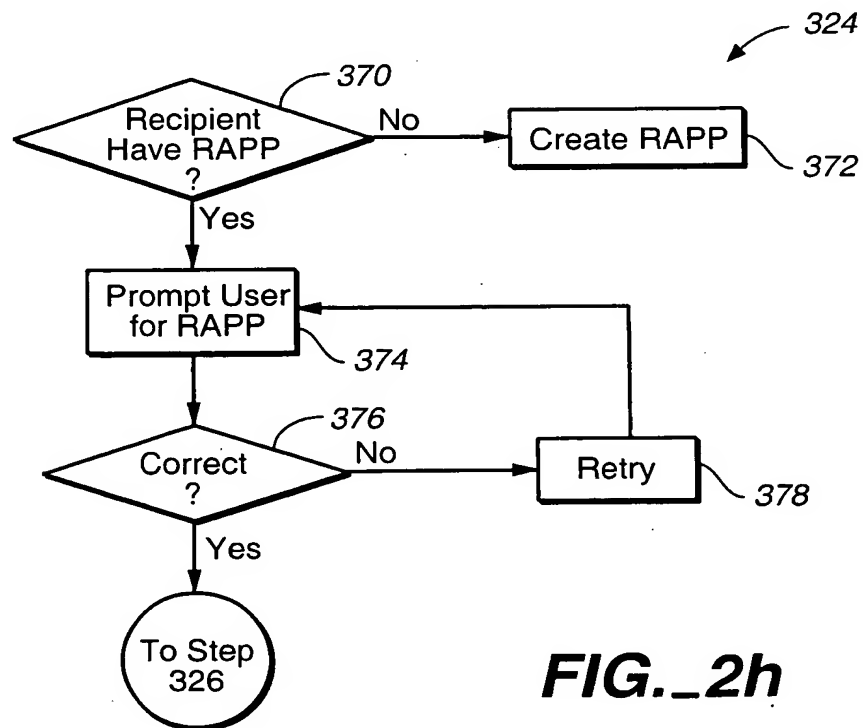 324
370
Recipient
Have RAPP
?
No
Create RAPP
372
Yes
Prompt User
for RAPP
374
376
Correct
?
No
Retry
378
Yes
To Step
326
FIG._2h